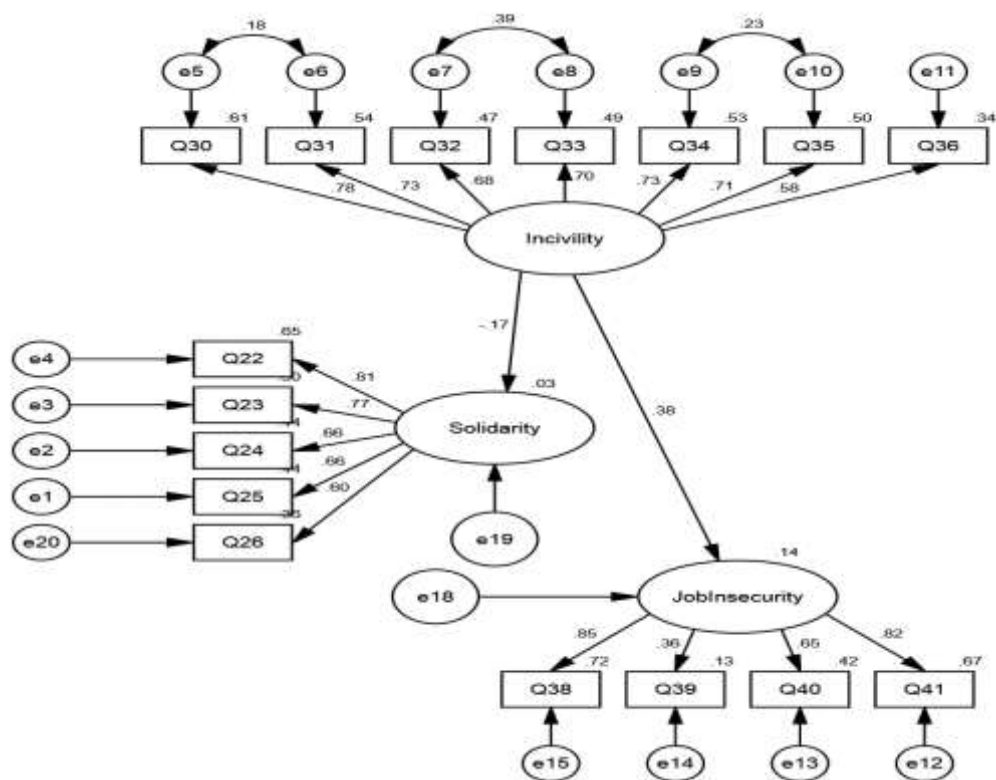 .18 .39 .23
e5 e6 e7 e8 e9 e10 e11
.61 .54 .47 .49 .53 .50 .34
Q30 Q31 Q32 Q33 Q34 Q35 Q36
.78 .73 .68 .70 .73 .71 .58
Incivility
-.17
.65
e4 Q22
.81
.38
e3 Q23
.77
.03
e2 Q24
.66
Solidarity
e1 Q25
.66
.60
e20 Q26
e19
.14
e18
JobInsecurity
.85 .36 .65 .82
.72 .13 .42 .67
Q38 Q39 Q40 Q41
e15 e14 e13 e12